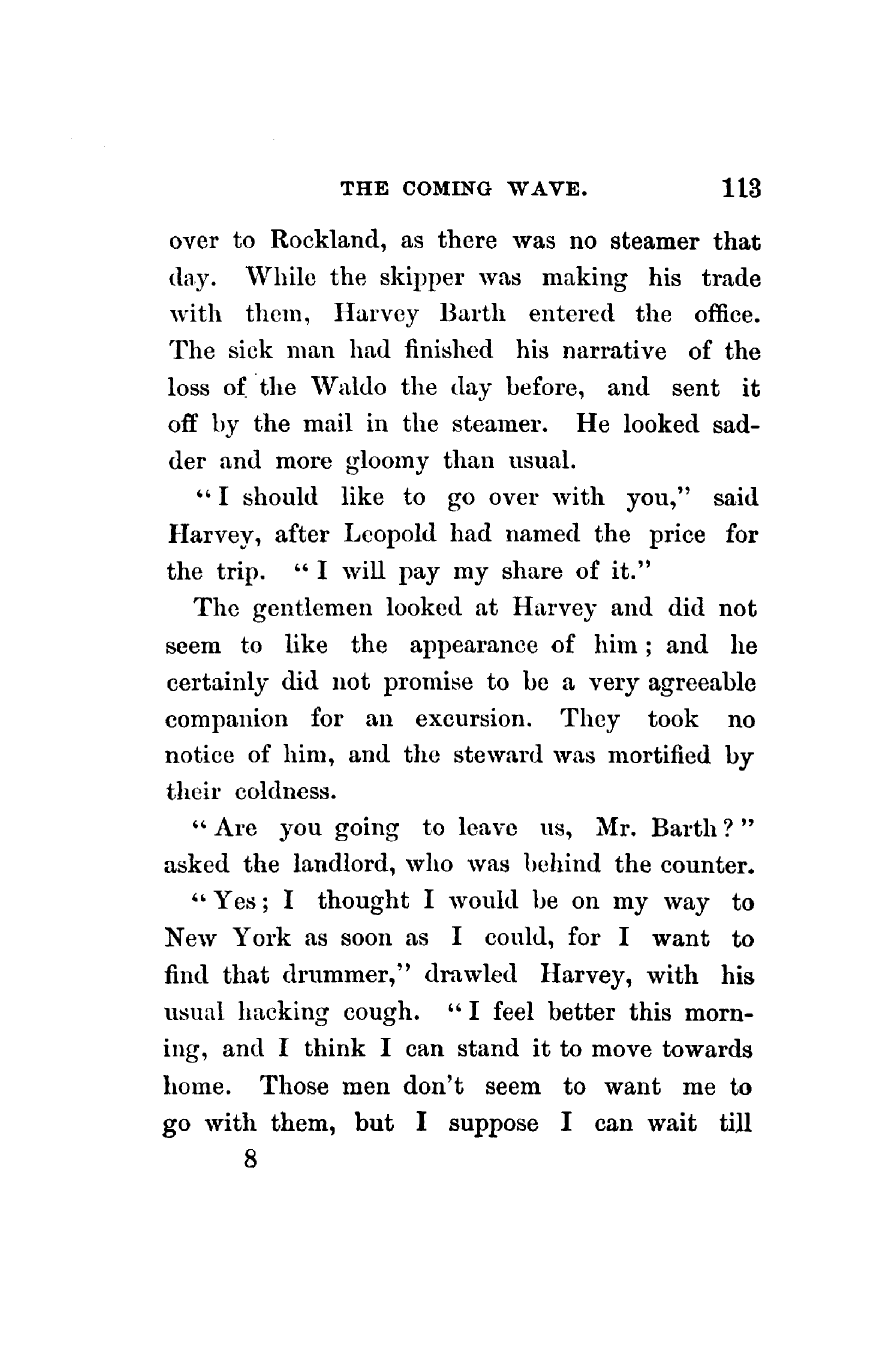 THE COMING WAVE. 113
over to Rockland, as there was no steamer that
day. While the skipper was making his trade
with them, Harvey Barth entered the office.
The sick man had finished his narrative of the
loss of the Waldo the day before, and sent it
off by the mail in the steamer. He looked sad-
der and more gloomy than usual.
“I should like to go over with you,” said
Harvey, after Leopold had named the price for
the trip. “I will pay my share of it.”
The gentlemen looked at Harvey and did not
seem to like the appearance of him; and he
certainly did not promise to be a very agreeable
companion for an excursion. They took no
notice of him, and the steward was mortified by
their coldness.
“Are you going to leave us, Mr. Barth?”
asked the landlord, who was behind the counter.
“Yes; I thought I would be on my way to
New York as soon as I could, for I want to
find that drummer,” drawled Harvey, with his
usual hacking cough. “I feel better this morn-
ing, and I think I can stand it to move towards
home. Those men don’t seem to want me to
go with them, but I suppose I can wait till
8